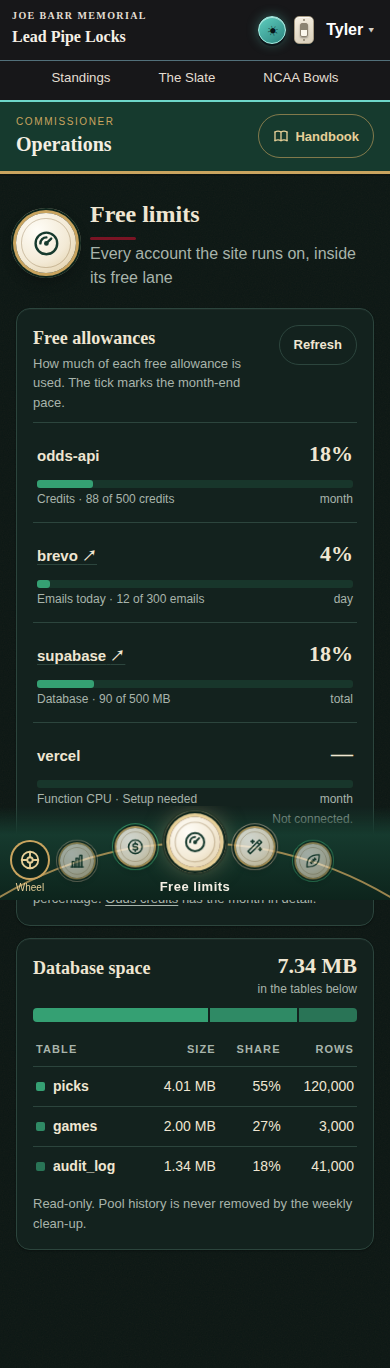 JOE BARR MEMORIAL
Lead Pipe Locks
Tyler
Standings The Slate NCAA Bowls
COMMISSIONER
Operations
Handbook
Free limits
Every account the site runs on, inside
its free lane
Free allowances
Refresh
How much of each free allowance is
used. The tick marks the month-end
pace.
odds-api 18%
Credits · 88 of 500 credits month
brevo ↗ 4%
Emails today · 12 of 300 emails day
supabase ↗ 18%
Database · 90 of 500 MB total
vercel —
Function CPU · Setup needed month
Not connected.
Wheel
Free limits
percentage. Odds credits has the month in detail.
Database space 7.34 MB
in the tables below
TABLE SIZE SHARE ROWS
picks 4.01 MB 55% 120,000
games 2.00 MB 27% 3,000
audit_log 1.34 MB 18% 41,000
Read-only. Pool history is never removed by the weekly
clean-up.